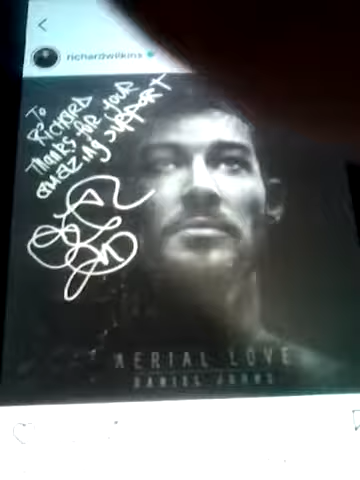 richardwilkins
To
RICHARD
THANKS FOR YOUR
amazing support
AERIAL LOVE
DANIEL JOHNS